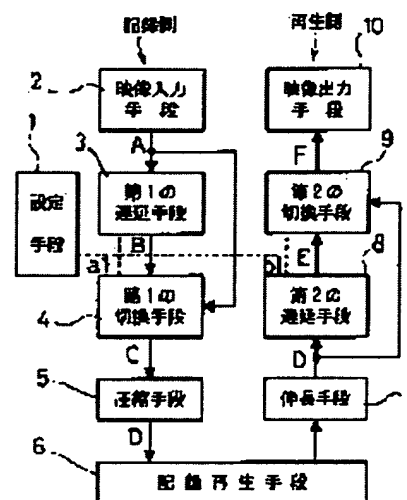 記録側
再生側
10
2
映像入力
手段
映像出力
手段
1
A
F
9
3
設定
手段
第1の
遅延手段
第2の
切換手段
B
E
8
a
b
第1の
切換手段
第2の
遅延手段
4
C
D
5
圧縮手段
伸長手段
D
6
記録再生手段